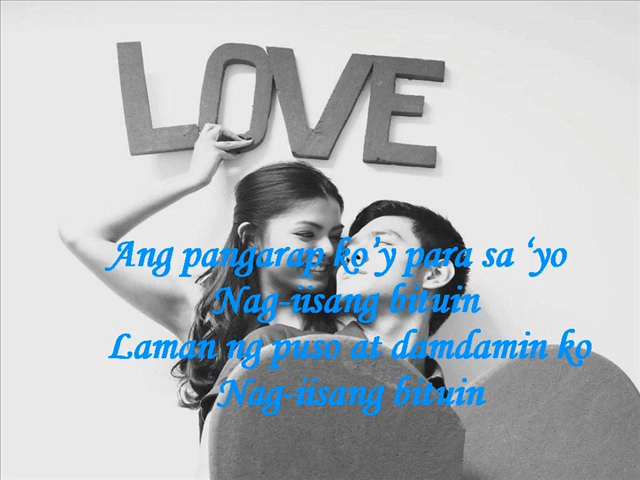 LOVE
Ang pangarap ko’y para sa ‘yo
Nag-iisang bituin
Laman ng puso at damdamin ko
Nag-iisang bituin